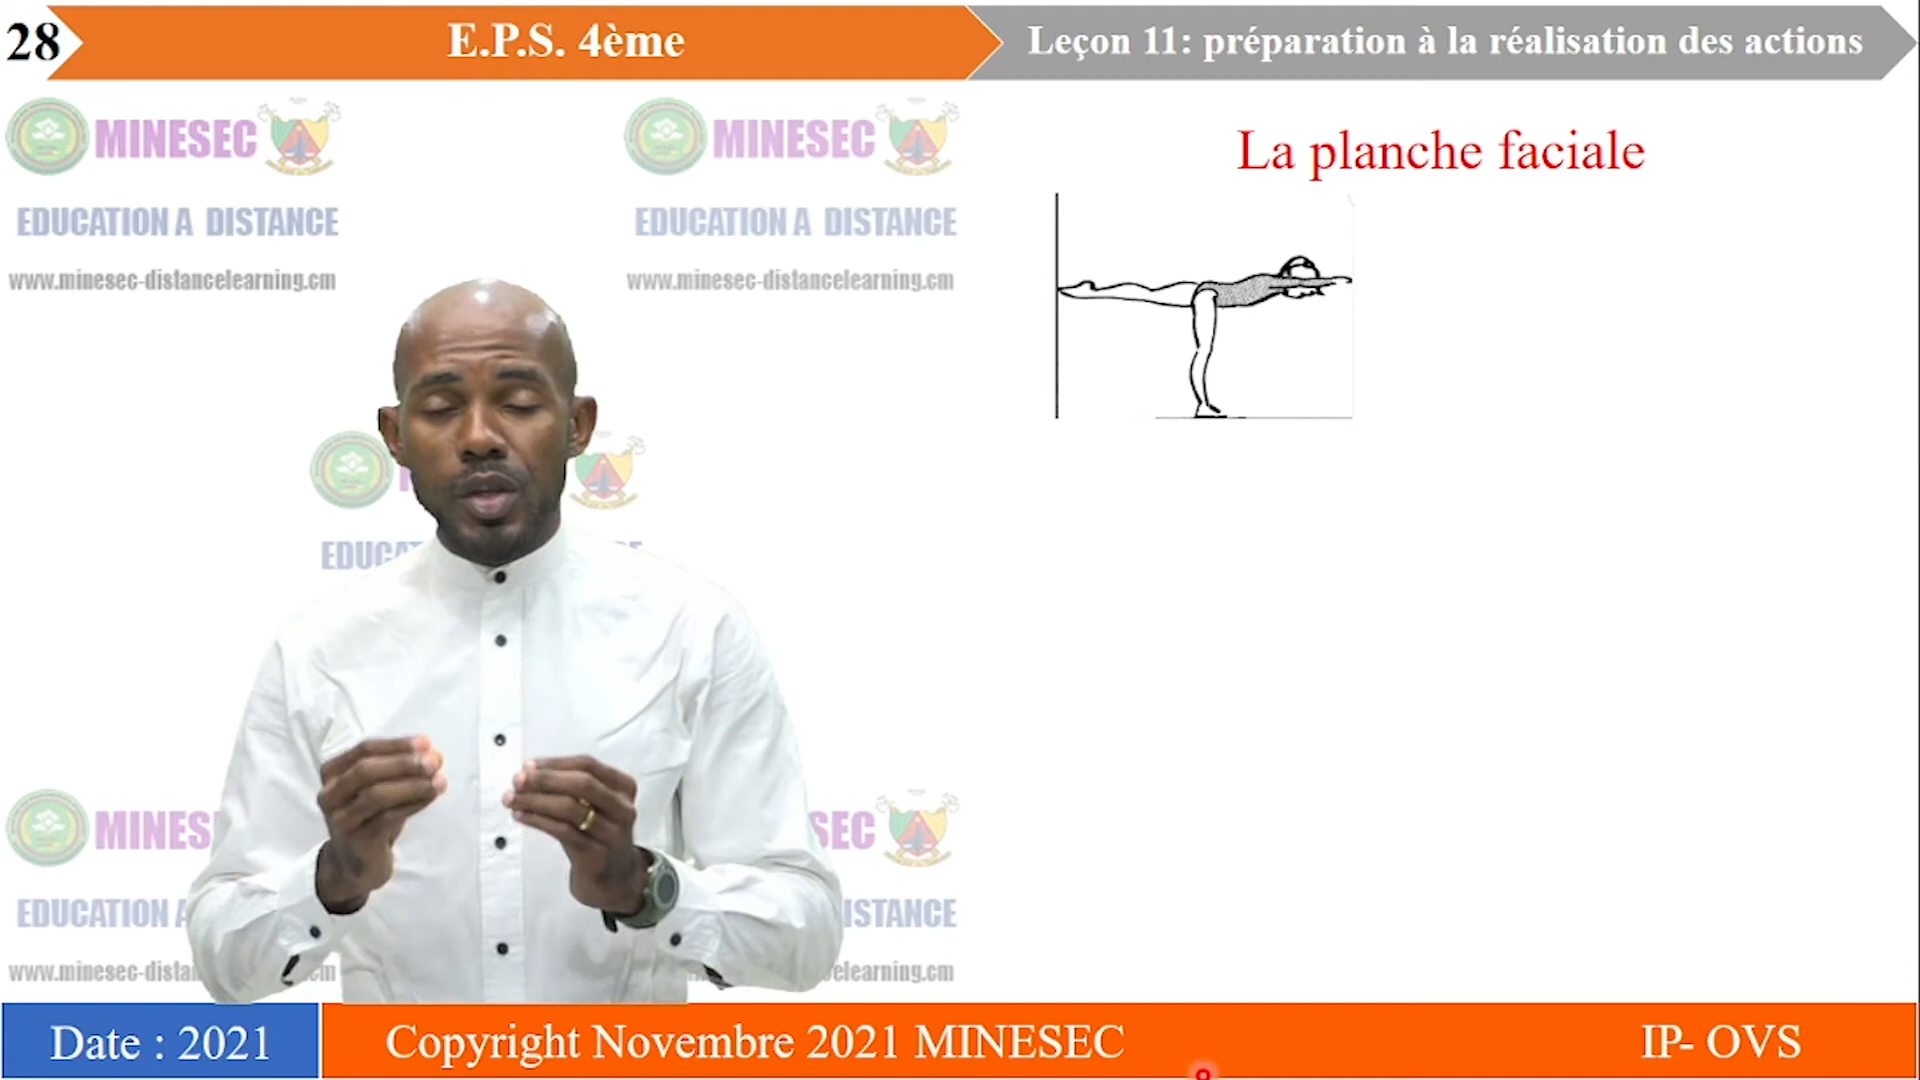 28
E.P.S. 4ème
Leçon 11: préparation à la réalisation des actions
MINESEC
EDUCATION A DISTANCE
www.minesec-distancelearning.cm
MINESEC
EDUCATION A DISTANCE
www.minesec-distancelearning.cm
La planche faciale
Date : 2021
Copyright Novembre 2021 MINESEC
IP- OVS